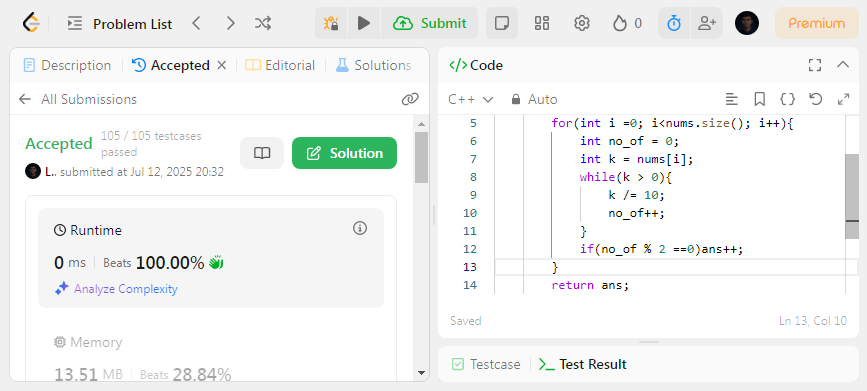 Problem List
Submit
0
Premium
Description
Accepted
Editorial
Solutions
All Submissions
Accepted
105 / 105 testcases
passed
L.. submitted at Jul 12, 2025 20:32
Solution
Runtime
0 ms
Beats 100.00%
Analyze Complexity
Memory
13.51 MB
Beats 28.84%
Code
C++
Auto
5 for(int i =0; i<nums.size(); i++){
6 int no_of = 0;
7 int k = nums[i];
8 while(k > 0){
9 k /= 10;
10 no_of++;
11 }
12 if(no_of % 2 ==0)ans++;
13 }
14 return ans;
Saved
Ln 13, Col 10
Testcase
Test Result